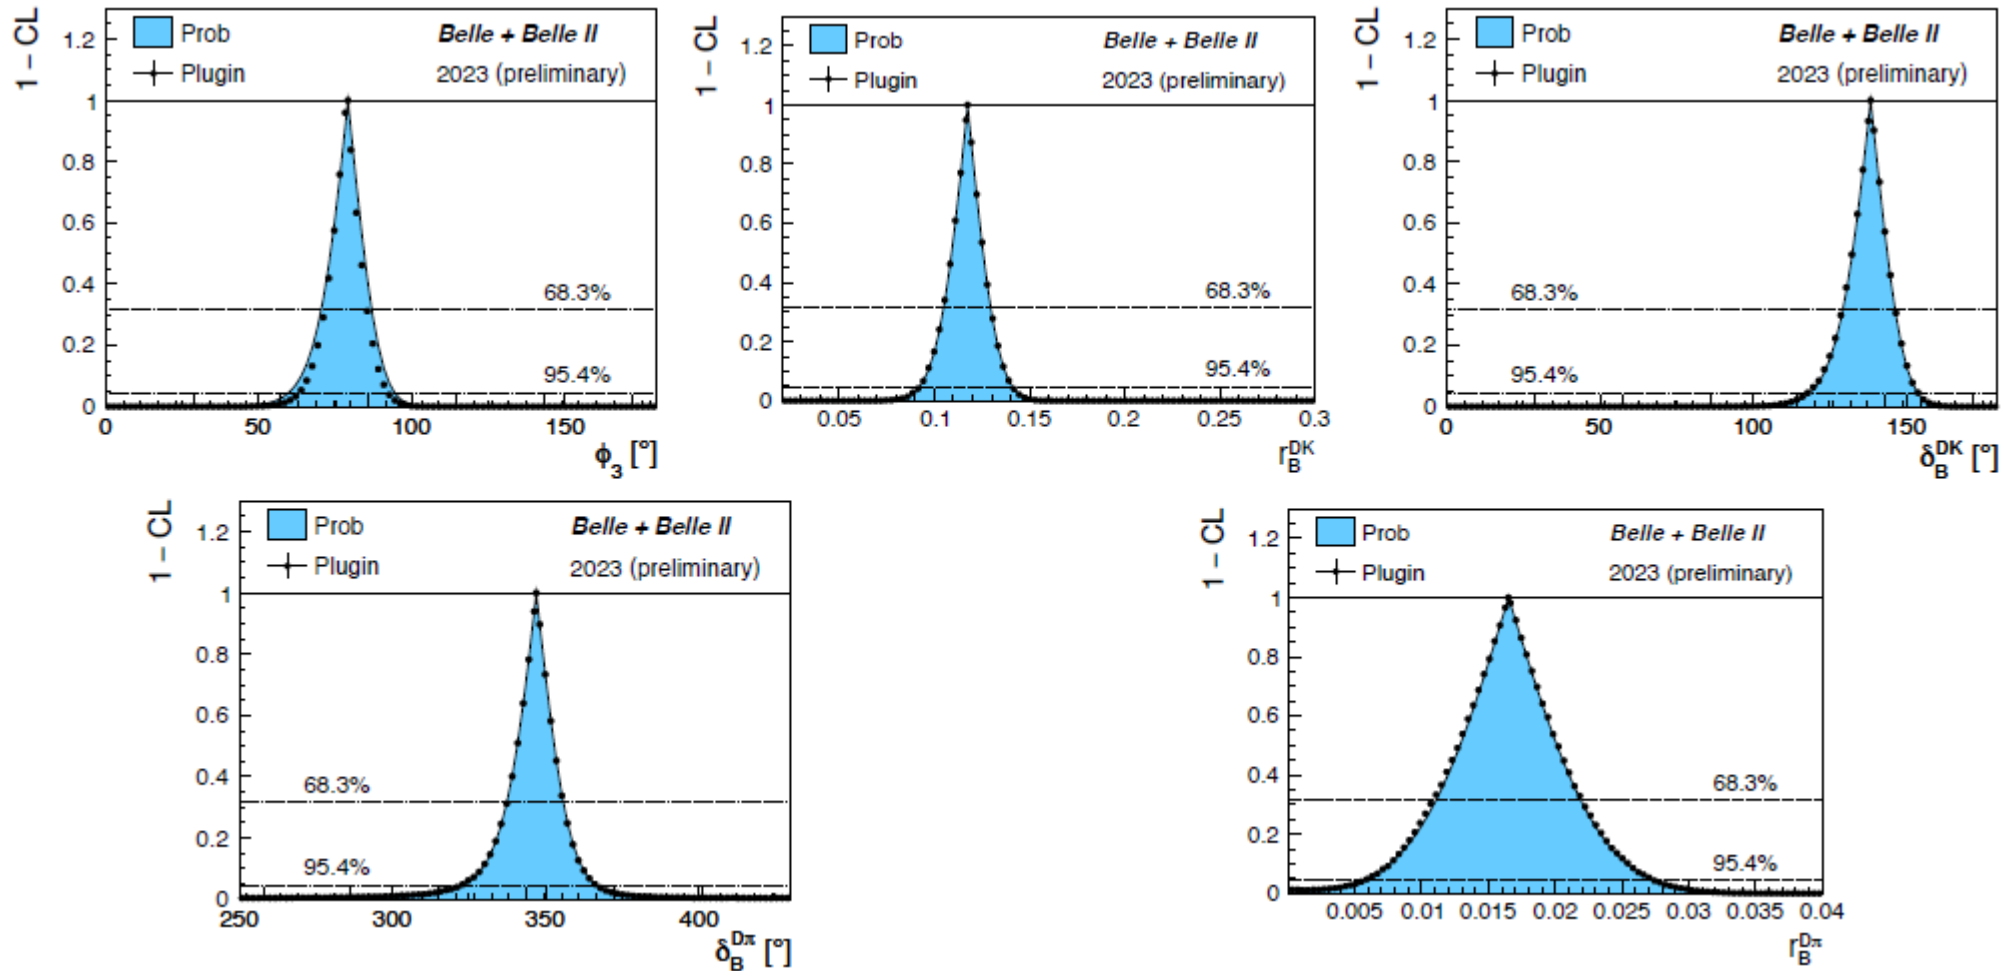 1 – CL
Prob
Plugin
Belle + Belle II
2023 (preliminary)
1.2
1
0.8
0.6
0.4
0.2
0
68.3%
95.4%
0 50 100 150
ϕ3 [°]
1 – CL
Prob
Plugin
Belle + Belle II
2023 (preliminary)
1.2
1
0.8
0.6
0.4
0.2
0
68.3%
95.4%
0.05 0.1 0.15 0.2 0.25 0.3
r_B^DK
1 – CL
Prob
Plugin
Belle + Belle II
2023 (preliminary)
1.2
1
0.8
0.6
0.4
0.2
0
68.3%
95.4%
0 50 100 150
δ_B^DK [°]
1 – CL
Prob
Plugin
Belle + Belle II
2023 (preliminary)
1.2
1
0.8
0.6
0.4
0.2
0
68.3%
95.4%
250 300 350 400
δ_B^Dπ [°]
1 – CL
Prob
Plugin
Belle + Belle II
2023 (preliminary)
1.2
1
0.8
0.6
0.4
0.2
0
68.3%
95.4%
0.005 0.01 0.015 0.02 0.025 0.03 0.035 0.04
r_B^Dπ